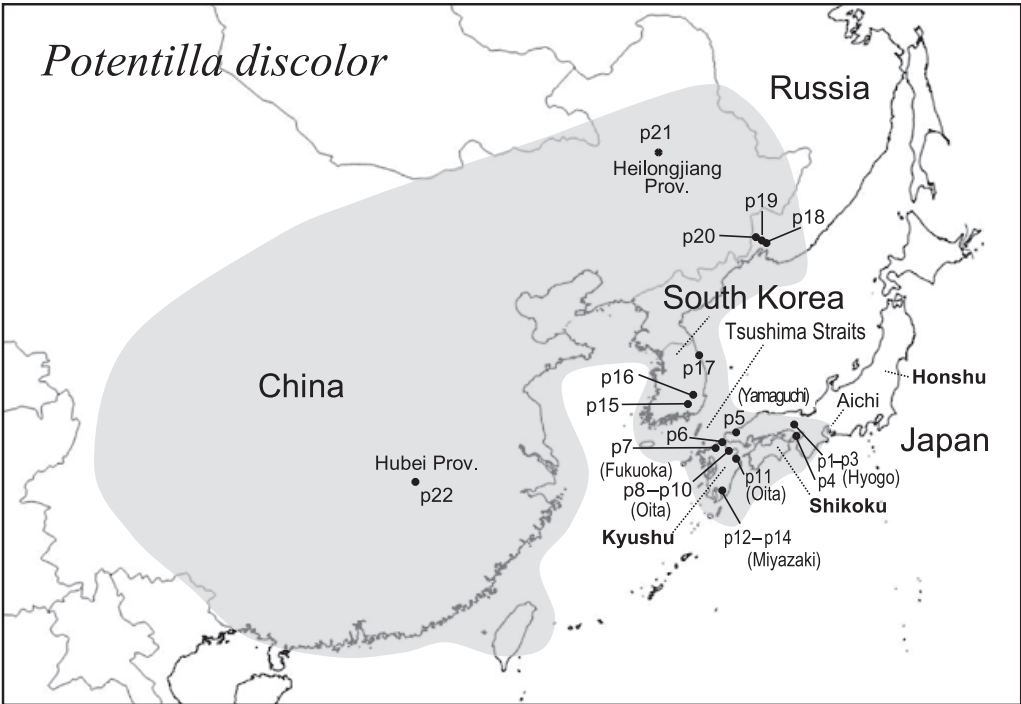 Potentilla discolor
Russia
p21
Heilongjiang
Prov.
p19
p18
p20
South Korea
Tsushima Straits
China
p17
p16
Honshu
(Yamaguchi)
Aichi
p15
p5
p6
Japan
p7
Hubei Prov.
(Fukuoka)
p11
p1–p3
p4
(Hyogo)
p22
p8–p10
(Oita)
(Oita)
Shikoku
Kyushu
p12–p14
(Miyazaki)